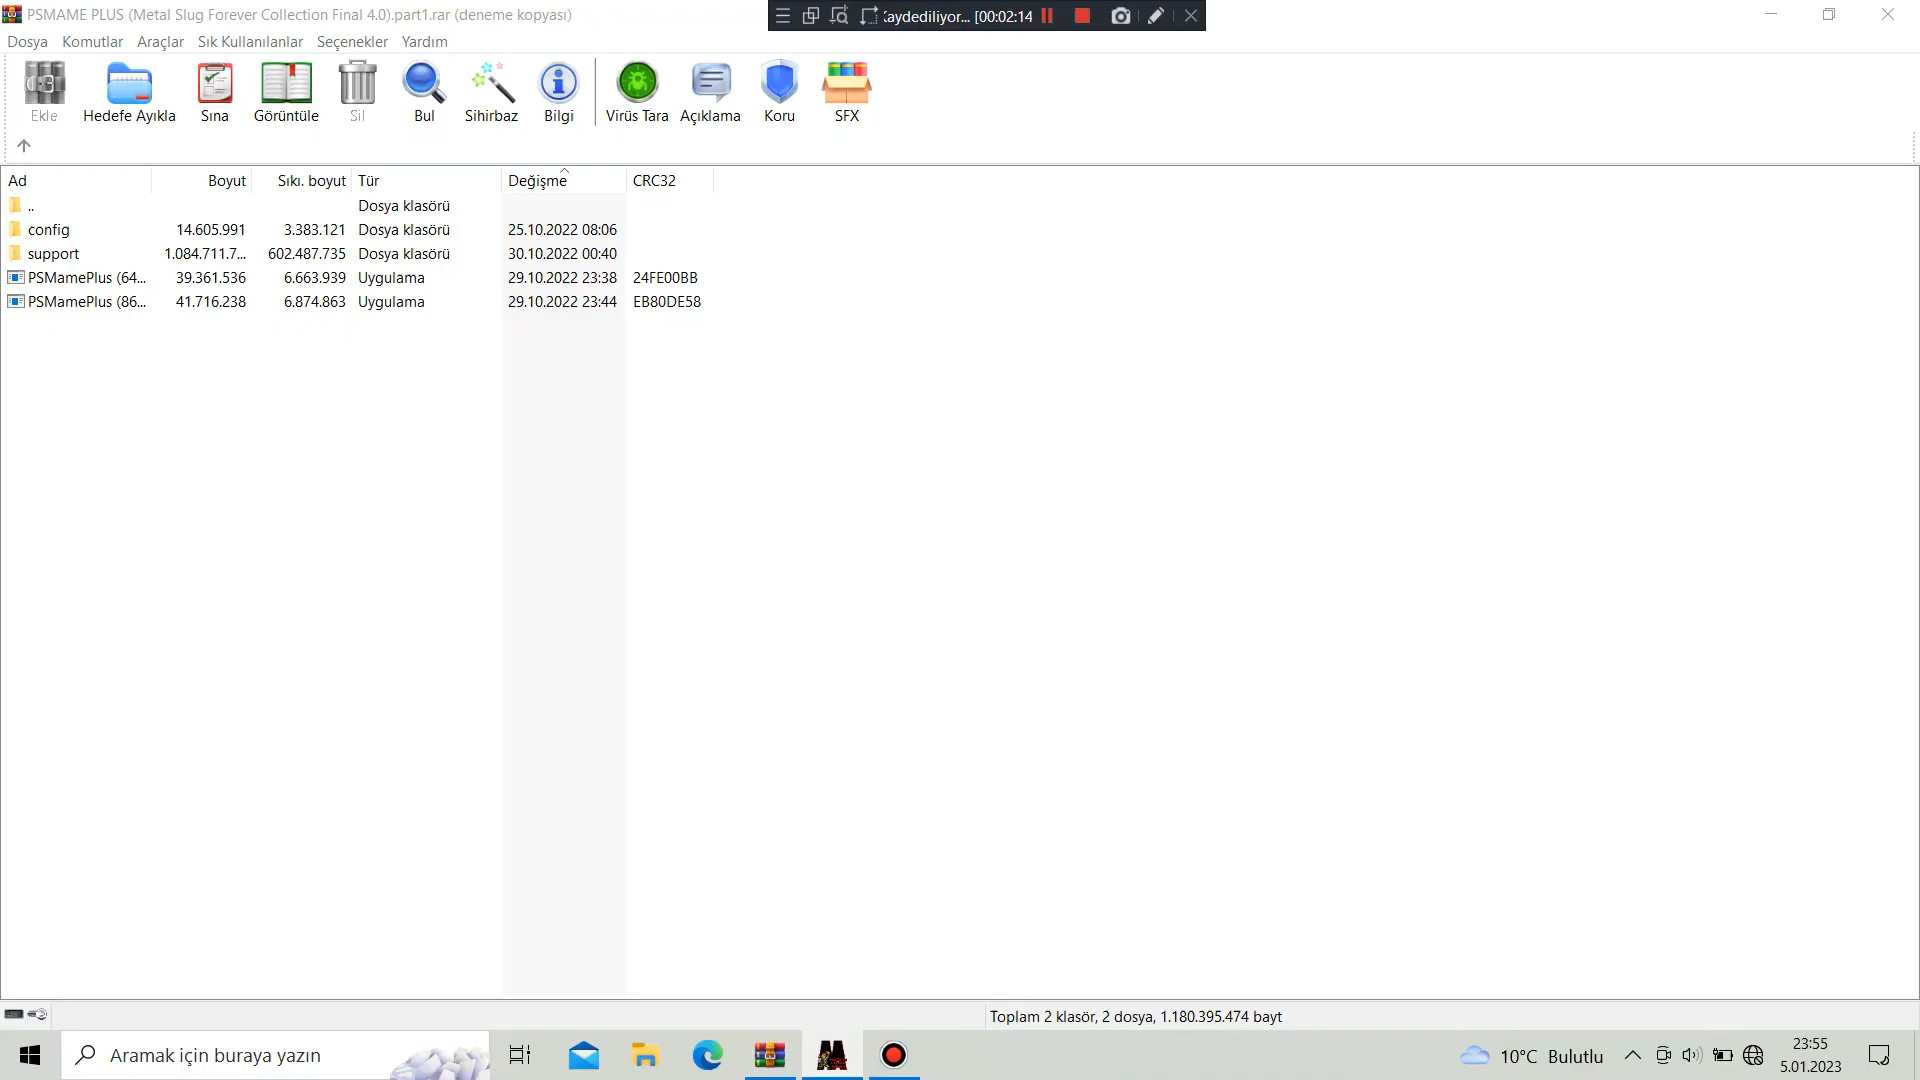 PSMAME PLUS (Metal Slug Forever Collection Final 4.0).part1.rar (deneme kopyası)
Kaydediliyor... [00:02:14
Dosya Komutlar Araçlar Sık Kullanılanlar Seçenekler Yardım
Ekle Hedefe Ayıkla Sına Görüntüle Sil Bul Sihirbaz Bilgi Virüs Tara Açıklama Koru SFX
Ad Boyut Sıkı. boyut Tür Değişme CRC32
.. Dosya klasörü
config 14.605.991 3.383.121 Dosya klasörü 25.10.2022 08:06
support 1.084.711.7... 602.487.735 Dosya klasörü 30.10.2022 00:40
PSMamePlus (64... 39.361.536 6.663.939 Uygulama 29.10.2022 23:38 24FE00BB
PSMamePlus (86... 41.716.238 6.874.863 Uygulama 29.10.2022 23:44 EB80DE58
Toplam 2 klasör, 2 dosya, 1.180.395.474 bayt
Aramak için buraya yazın
10°C Bulutlu
23:55
5.01.2023